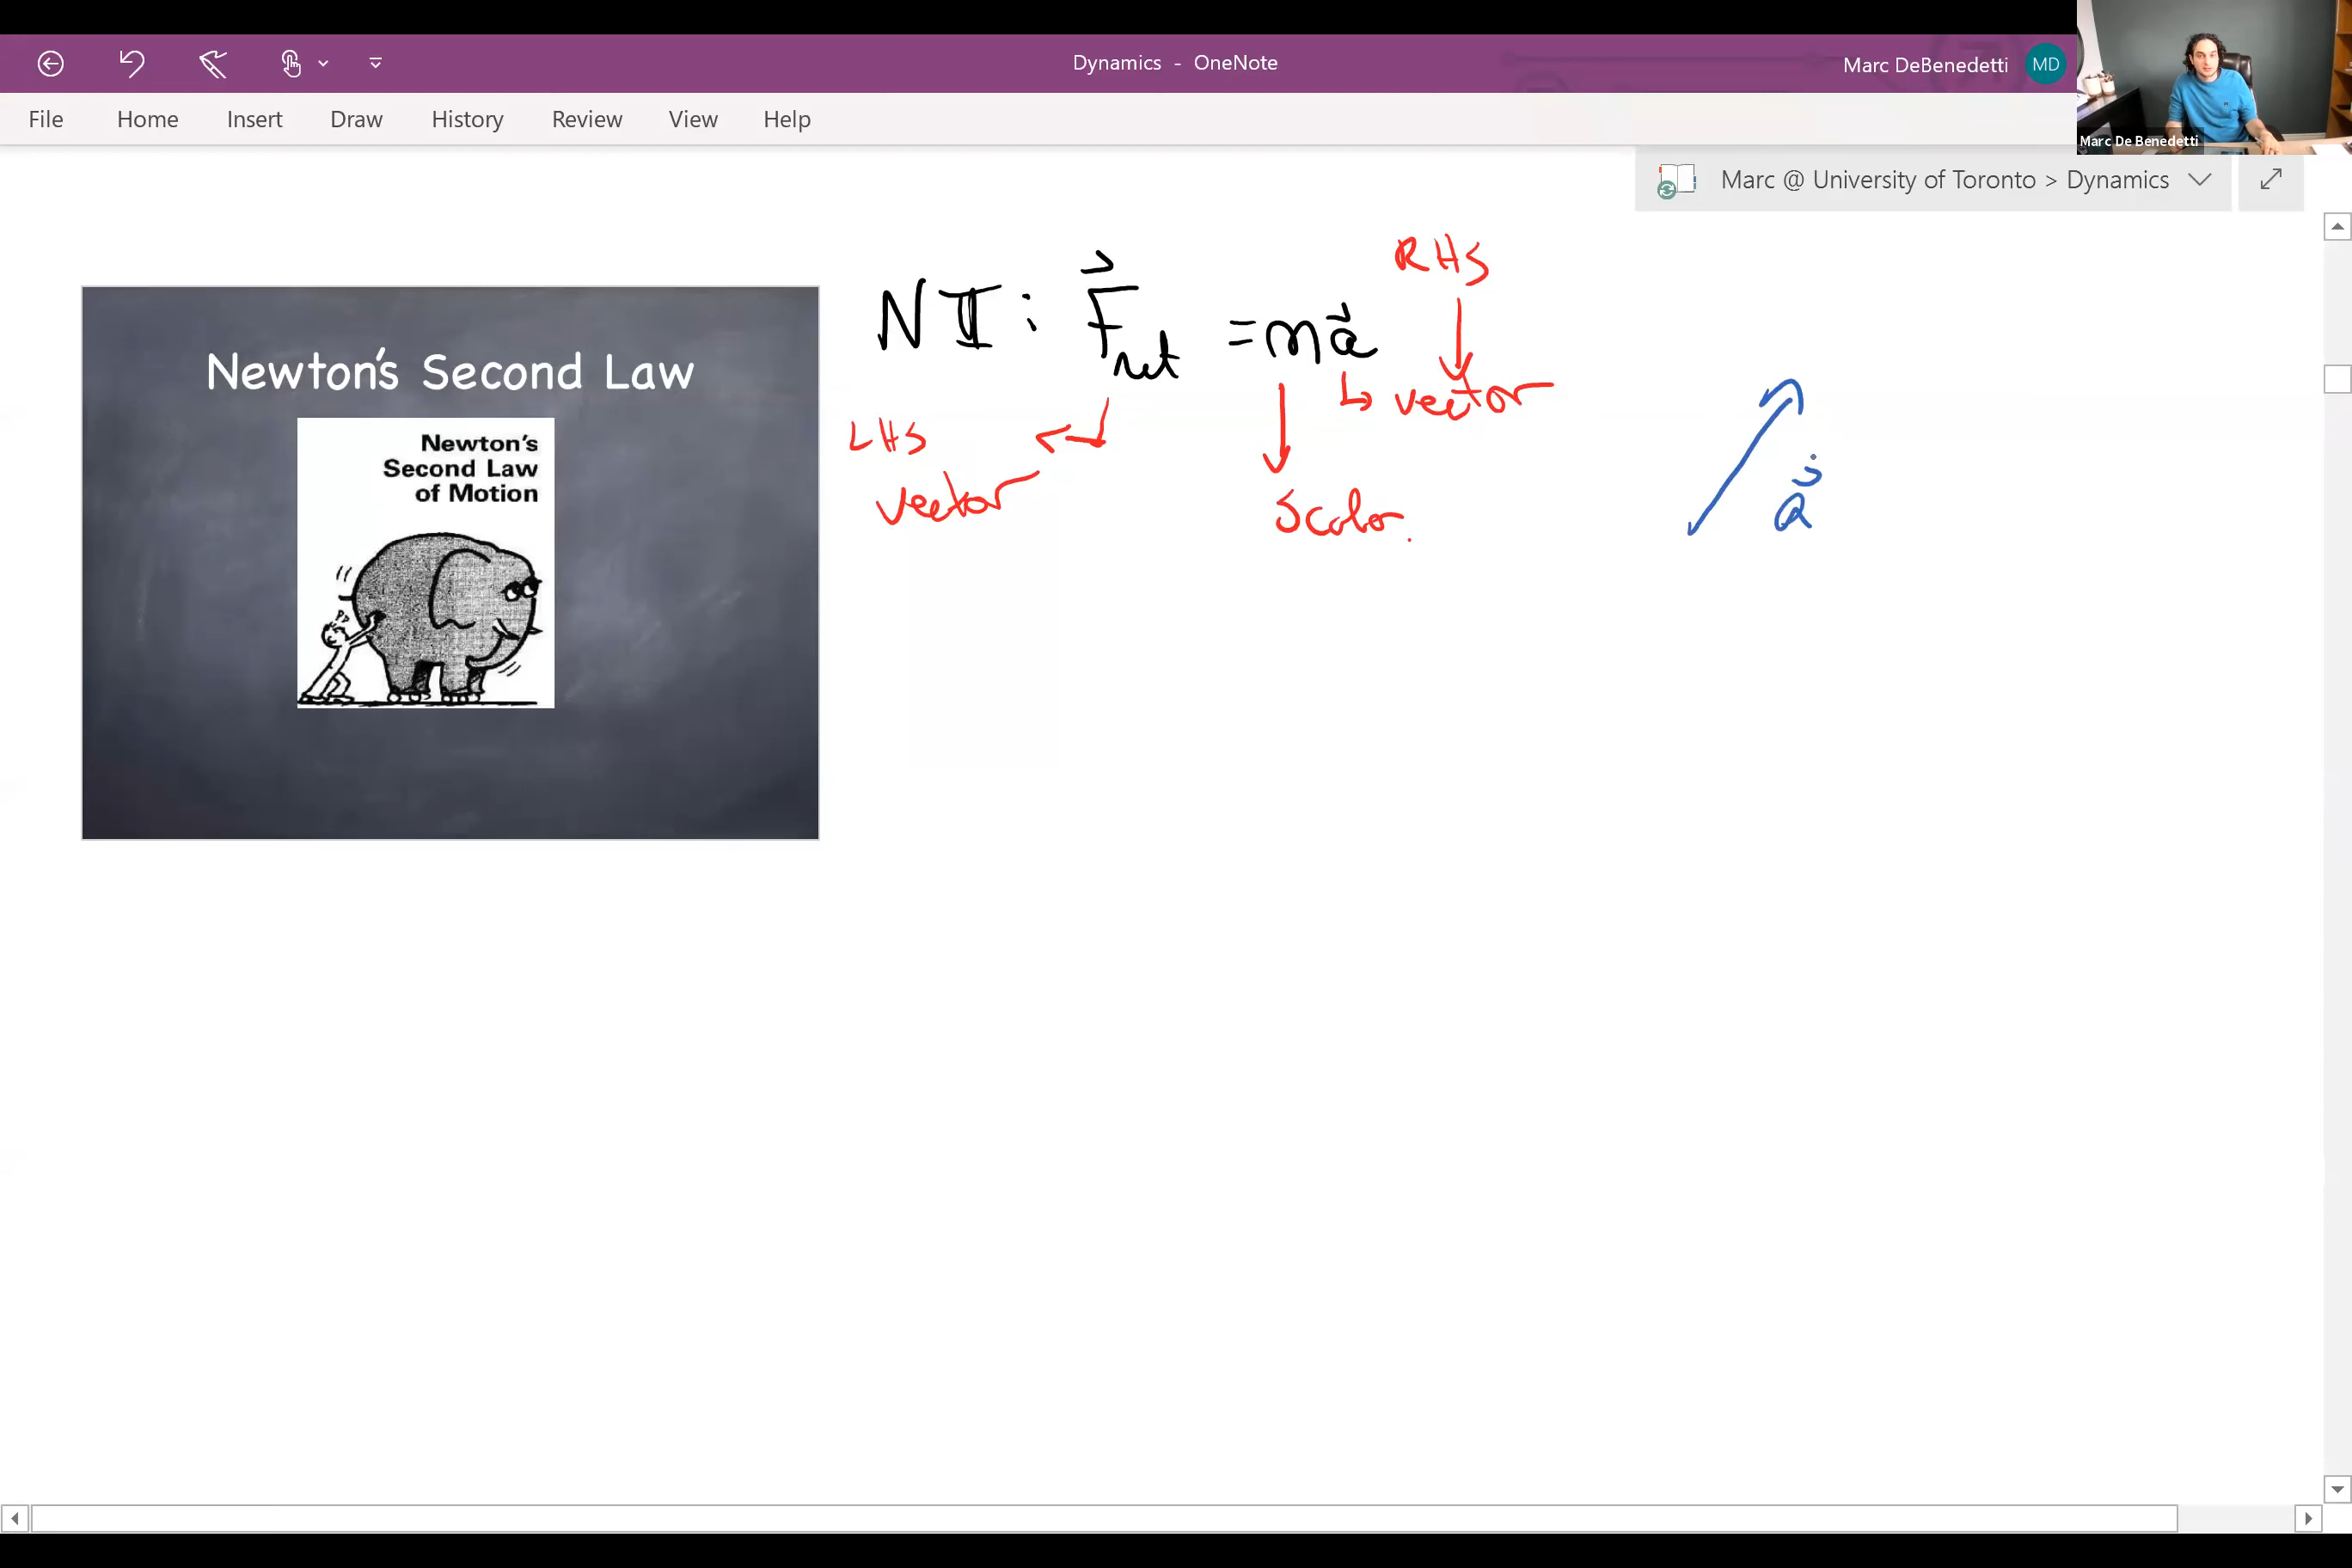 Dynamics - OneNote
Marc DeBenedetti MD
File Home Insert Draw History Review View Help
Marc De Benedetti
Marc @ University of Toronto > Dynamics
Newton's Second Law
Newton's
Second Law
of Motion
NII: F⃗net = ma⃗
RHS
vector
LHS
vector
Scalar.
a⃗